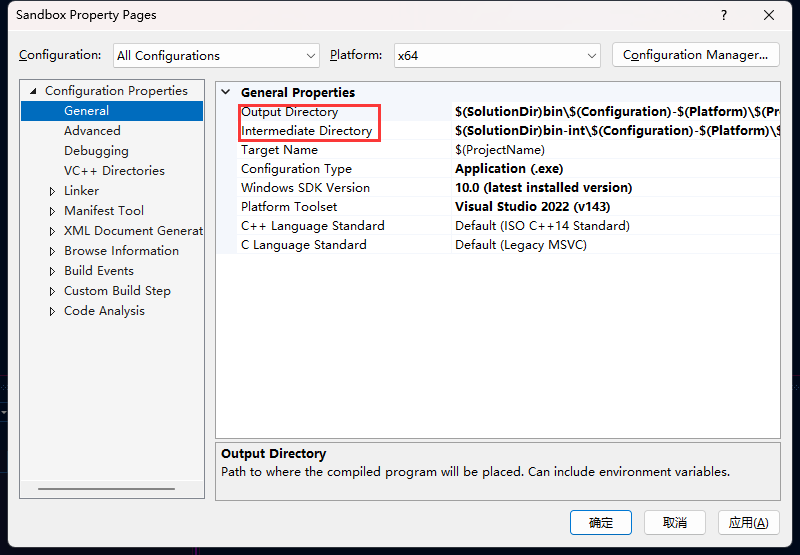 Sandbox Property Pages
Configuration: All Configurations Platform: x64 Configuration Manager...
Configuration Properties
General
Advanced
Debugging
VC++ Directories
Linker
Manifest Tool
XML Document Generat
Browse Information
Build Events
Custom Build Step
Code Analysis
General Properties
Output Directory $(SolutionDir)bin\$(Configuration)-$(Platform)\$(Pro
Intermediate Directory $(SolutionDir)bin-int\$(Configuration)-$(Platform)\$
Target Name $(ProjectName)
Configuration Type Application (.exe)
Windows SDK Version 10.0 (latest installed version)
Platform Toolset Visual Studio 2022 (v143)
C++ Language Standard Default (ISO C++14 Standard)
C Language Standard Default (Legacy MSVC)
Output Directory
Path to where the compiled program will be placed. Can include environment variables.
确定 取消 应用(A)